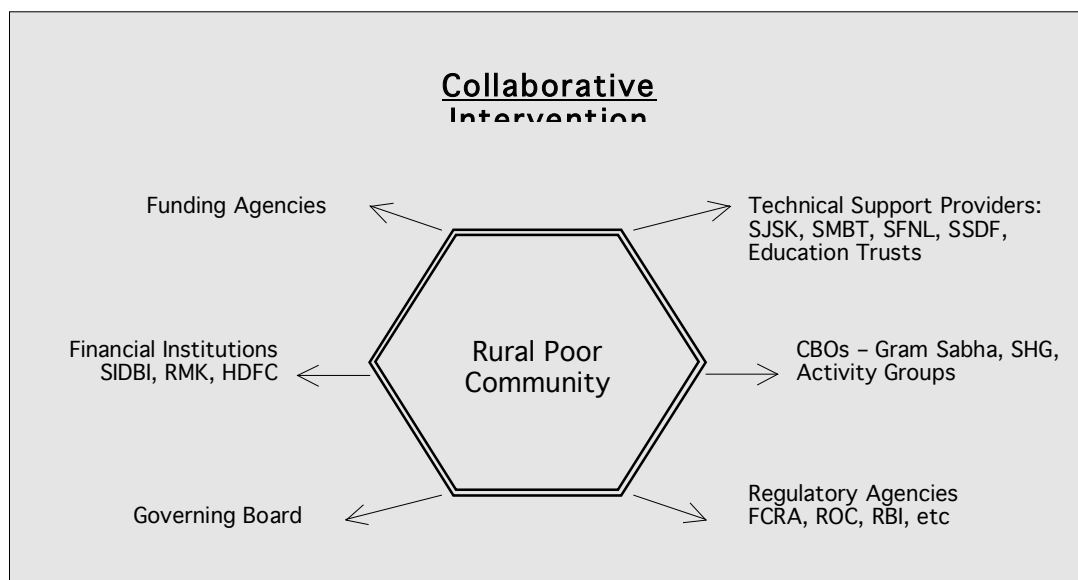 Collaborative
Intervention
Funding Agencies
Technical Support Providers:
SJSK, SMBT, SFNL, SSDF,
Education Trusts
Financial Institutions
SIDBI, RMK, HDFC
Rural Poor
Community
CBOs – Gram Sabha, SHG,
Activity Groups
Governing Board
Regulatory Agencies
FCRA, ROC, RBI, etc